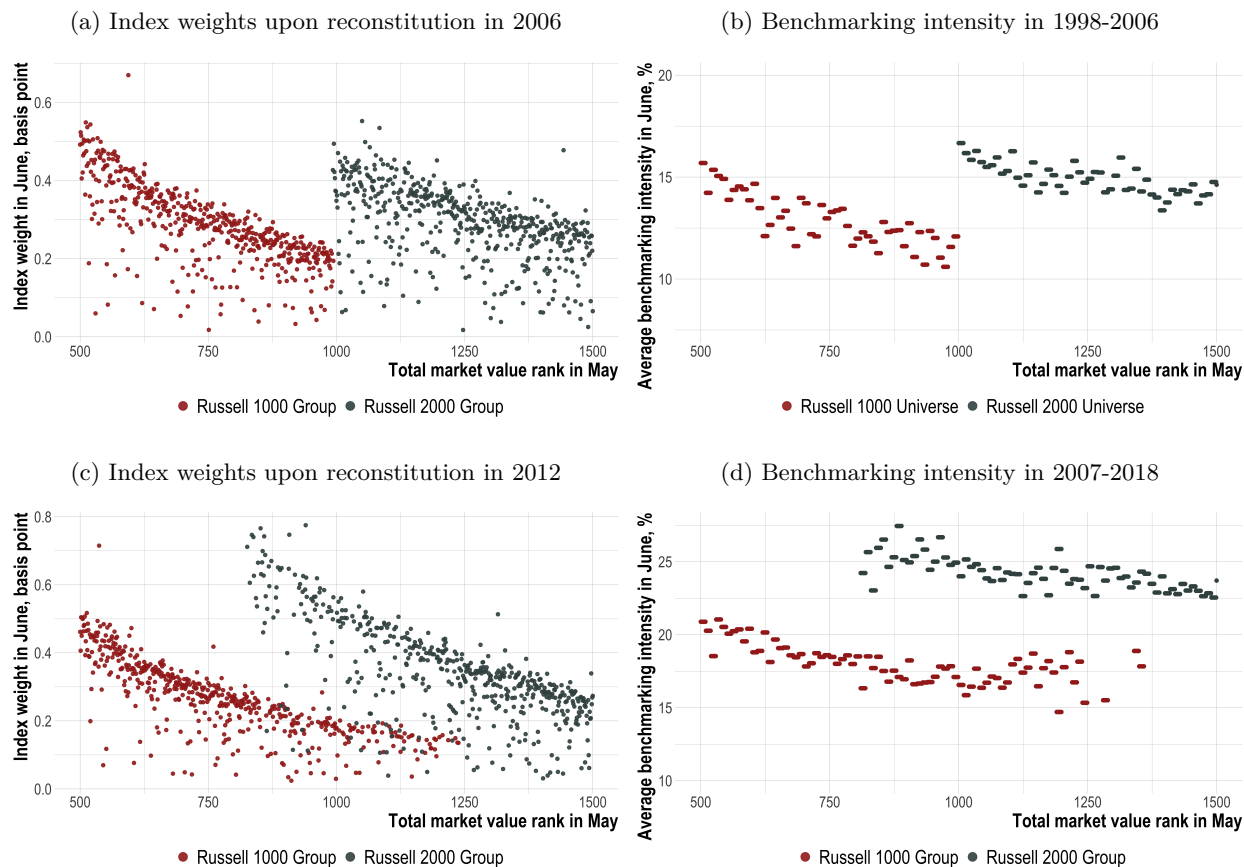 (a) Index weights upon reconstitution in 2006
Index weight in June, basis point
0.6
0.4
0.2
0.0
500
750
1000
1250
1500
Total market value rank in May
Russell 1000 Group
Russell 2000 Group
(b) Benchmarking intensity in 1998-2006
Average benchmarking intensity in June, %
20
15
10
500
750
1000
1250
1500
Total market value rank in May
Russell 1000 Universe
Russell 2000 Universe
(c) Index weights upon reconstitution in 2012
Index weight in June, basis point
0.8
0.6
0.4
0.2
0.0
500
750
1000
1250
1500
Total market value rank in May
Russell 1000 Group
Russell 2000 Group
(d) Benchmarking intensity in 2007-2018
Average benchmarking intensity in June, %
25
20
15
10
500
750
1000
1250
1500
Total market value rank in May
Russell 1000 Group
Russell 2000 Group